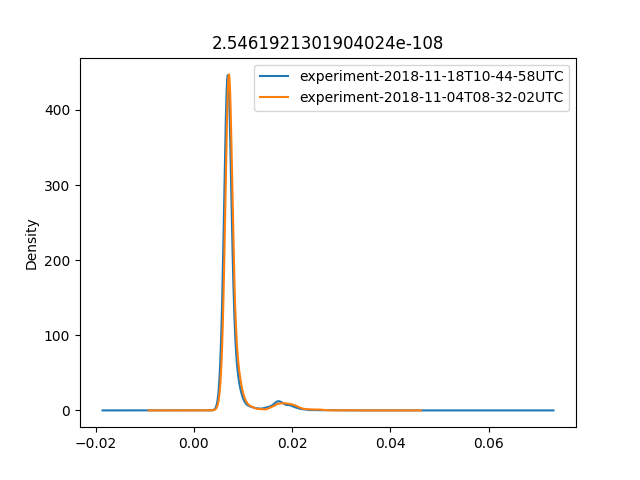 2.5461921301904024e-108
experiment-2018-11-18T10-44-58UTC
experiment-2018-11-04T08-32-02UTC
Density
400
300
200
100
0
−0.02 0.00 0.02 0.04 0.06